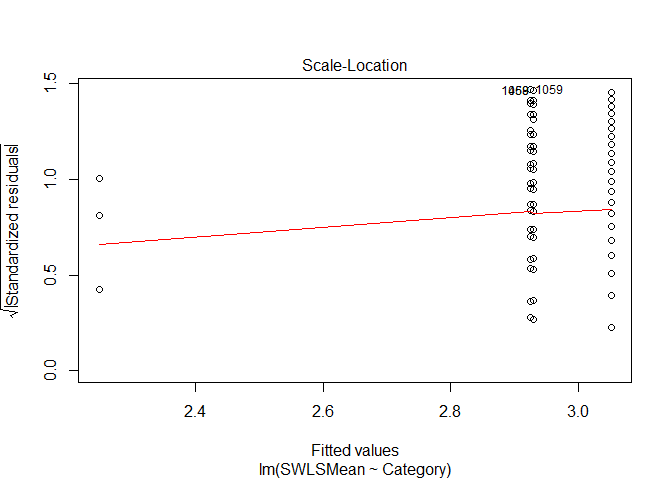 Scale-Location
1059
√|Standardized residuals|
0.0 0.5 1.0 1.5
2.4 2.6 2.8 3.0
Fitted values
lm(SWLSMean ~ Category)